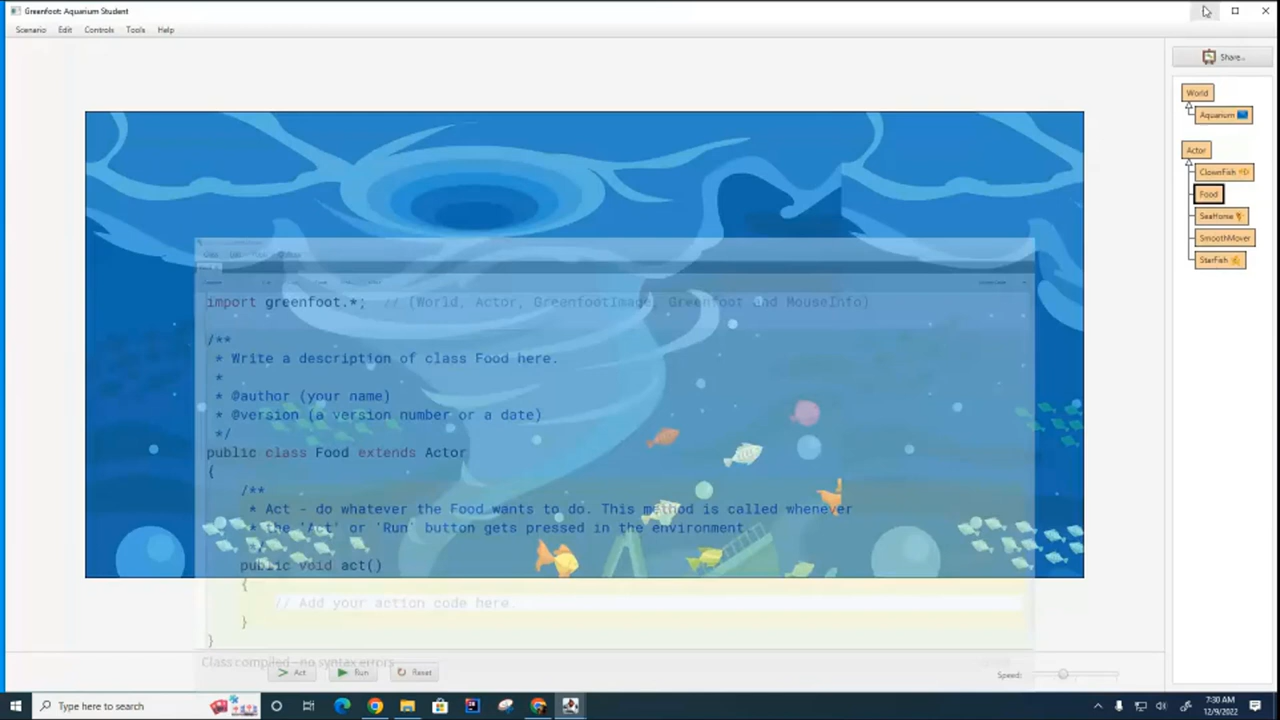 Greenfoot: Aquarium Student
Scenario Edit Controls Tools Help
Share...
World
Aquarium
Actor
ClownFish
Food
SeaHorse
SmoothMover
StarFish
import greenfoot.*; // (World, Actor, GreenfootImage, Greenfoot and MouseInfo)
/**
* Write a description of class Food here.
*
* @author (your name)
* @version (a version number or a date)
*/
public class Food extends Actor
{
/**
* Act - do whatever the Food wants to do. This method is called whenever
* the 'Act' or 'Run' button gets pressed in the environment.
*/
public void act()
{
// Add your action code here.
}
}
Class compiled - no syntax errors
Act Run Reset
Speed:
Type here to search
7:30 AM
12/9/2022